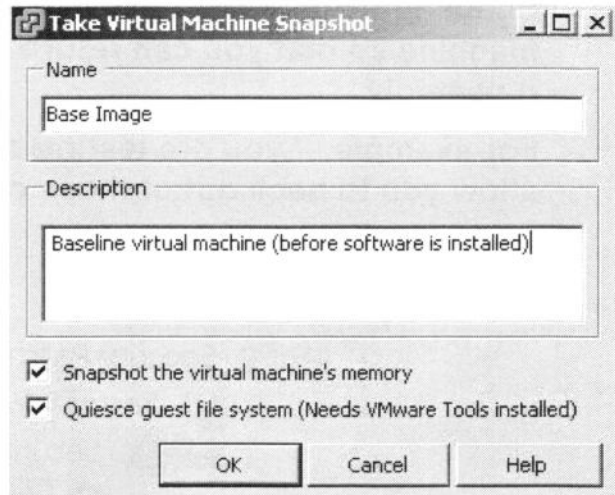 Take Virtual Machine Snapshot
Name
Base Image
Description
Baseline virtual machine (before software is installed)
Snapshot the virtual machine's memory
Quiesce guest file system (Needs VMware Tools installed)
OK
Cancel
Help